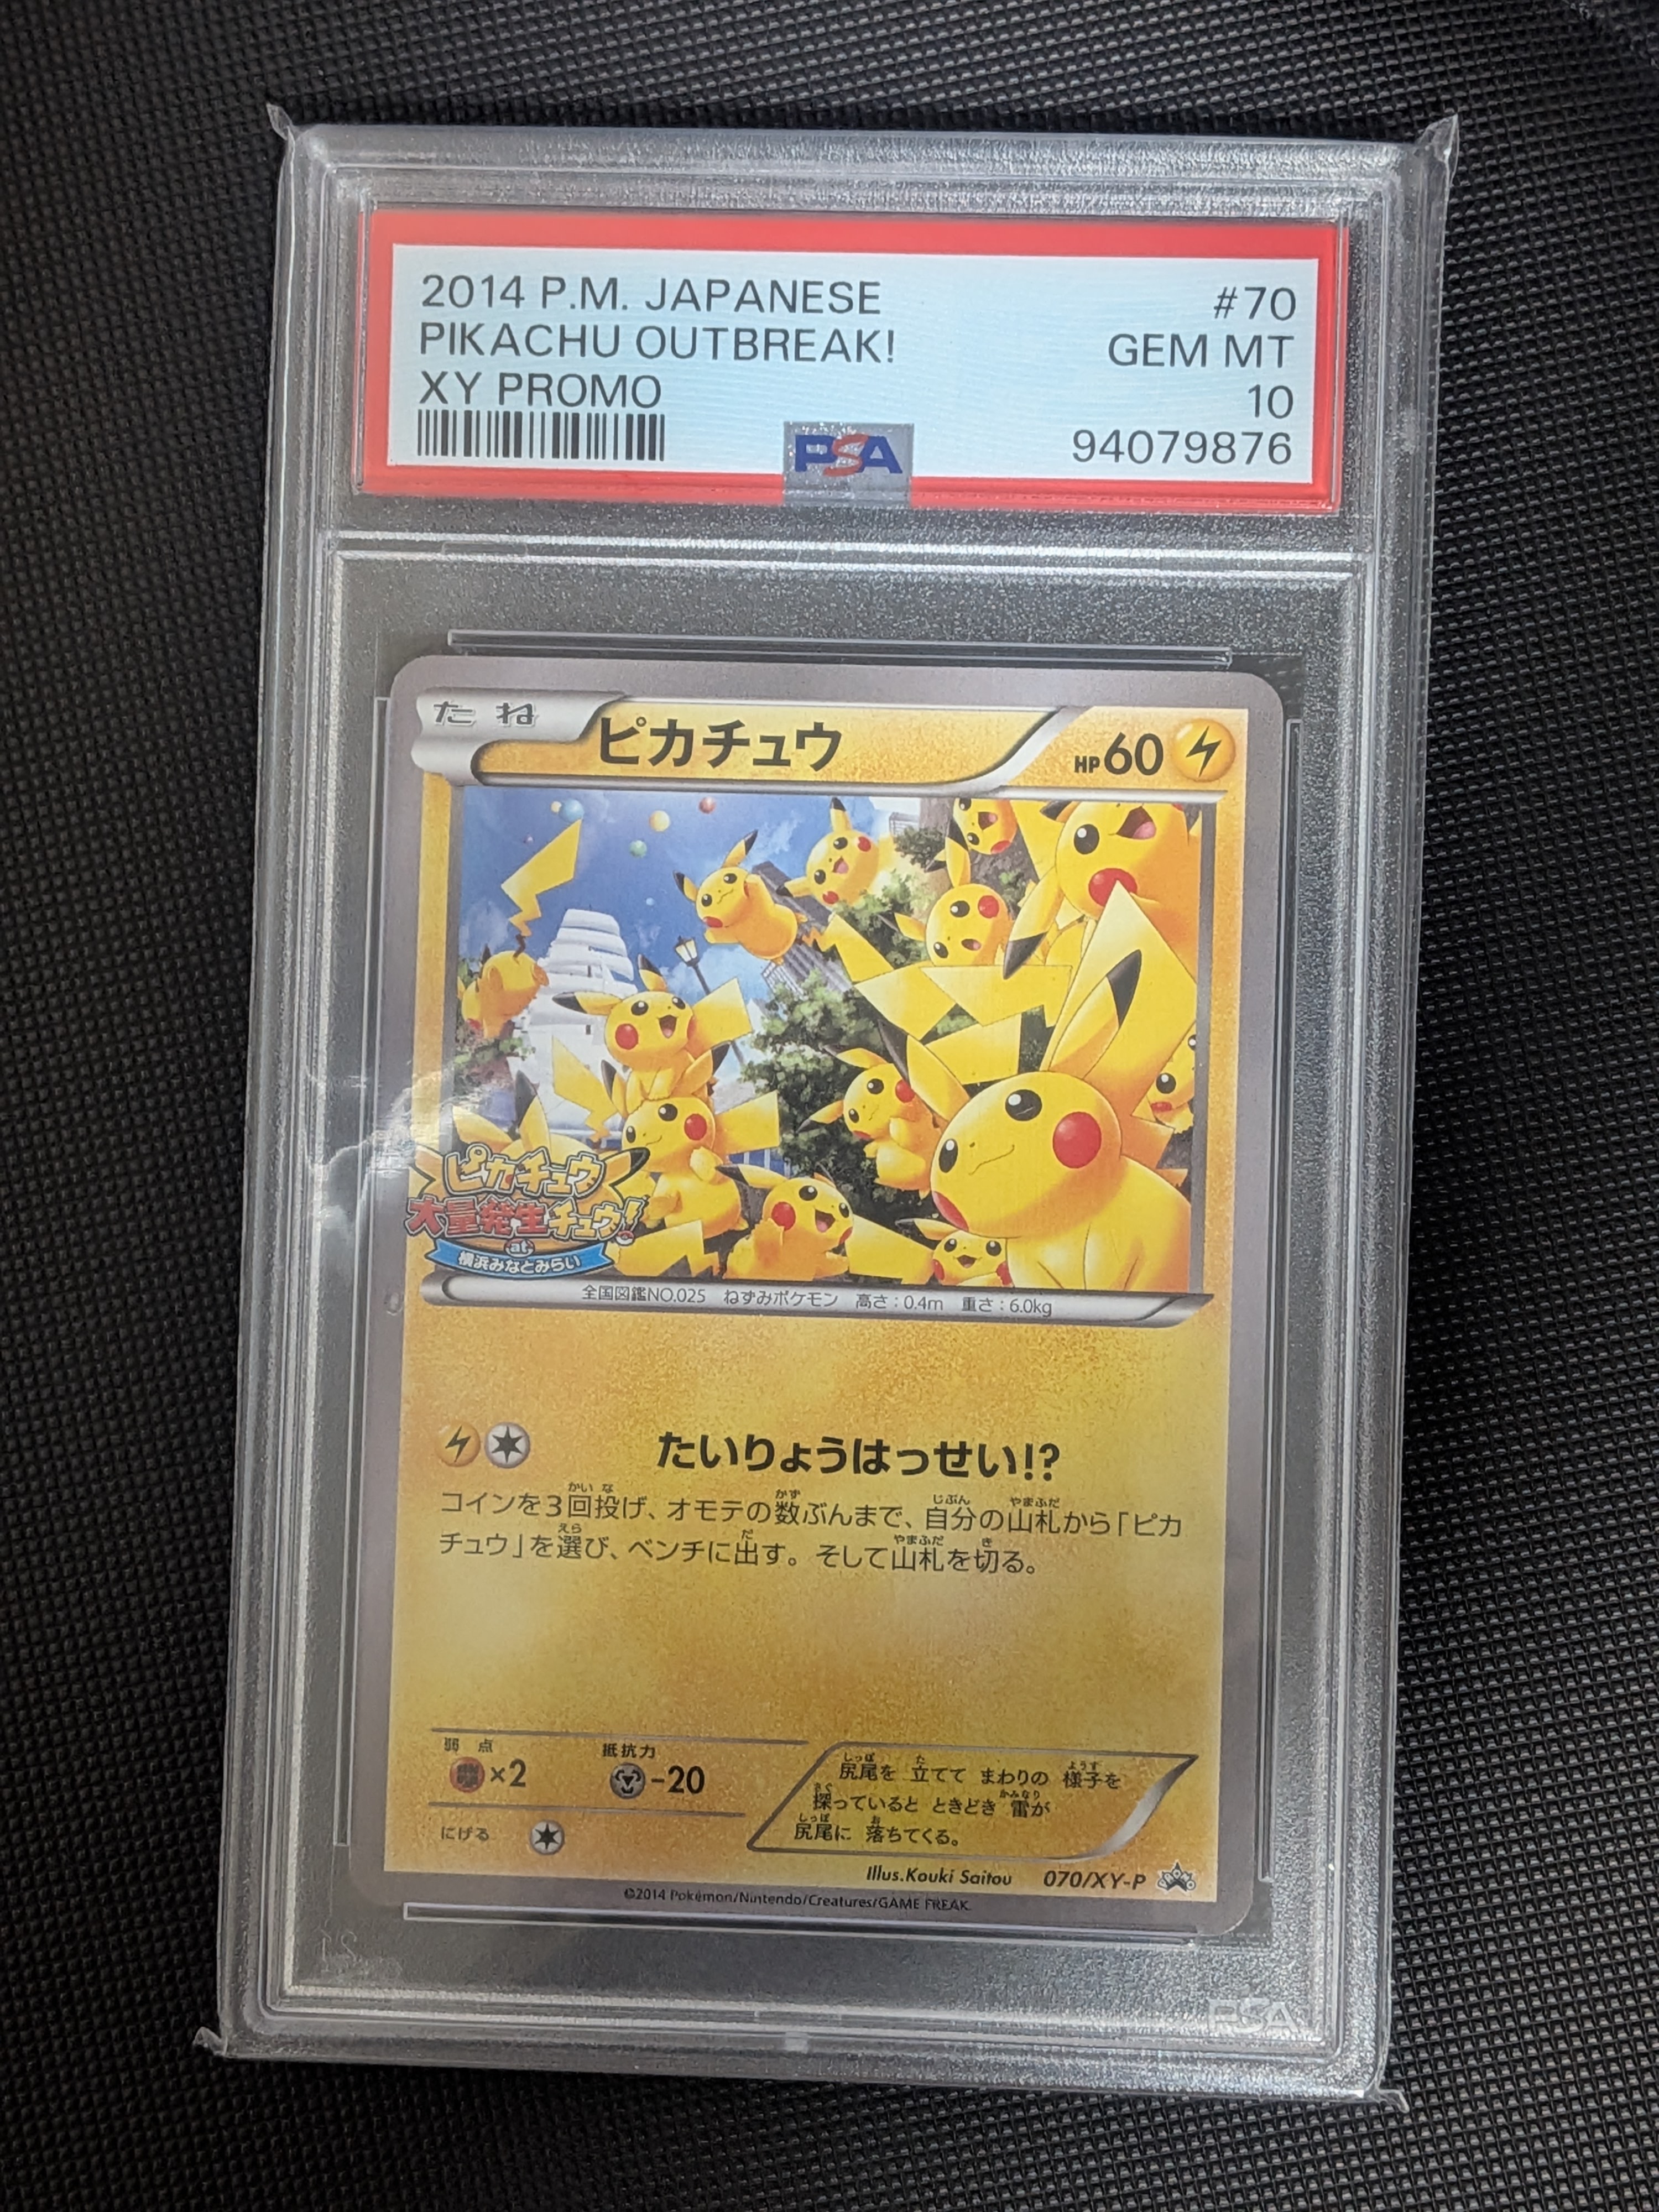 2014 P.M. JAPANESE #70
PIKACHU OUTBREAK! GEM MT
XY PROMO 10
PSA 94079876
たね ピカチュウ HP60
ピカチュウ
大量発生チュウ!
at
横浜みなとみらい
全国図鑑NO.025 ねずみポケモン 高さ:0.4m 重さ:6.0kg
たいりょうはっせい!?
コインを3回投げ、オモテの数ぶんまで、自分の山札から「ピカ
チュウ」を選び、ベンチに出す。そして山札を切る。
弱点 抵抗力
×2 -20
にげる
尻尾を 立てて まわりの 様子を
探っていると ときどき 雷が
尻尾に 落ちてくる。
Illus.Kouki Saitou 070/XY-P
©2014 Pokémon/Nintendo/Creatures/GAME FREAK
PSA